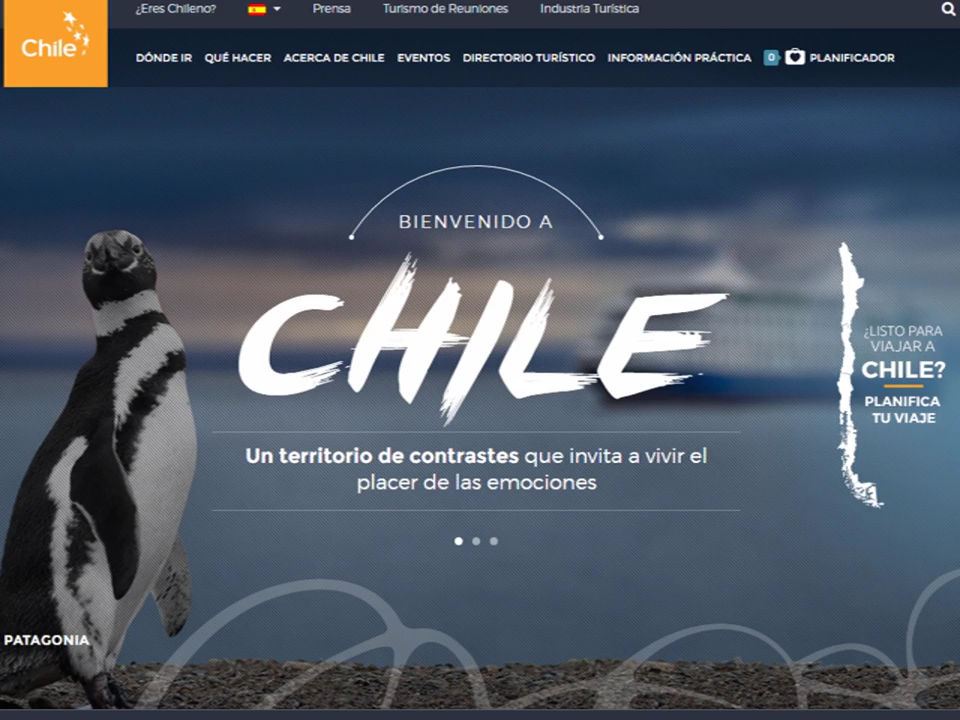 ¿Eres Chileno?
Prensa
Turismo de Reuniones
Industria Turística
Chile
DÓNDE IR
QUÉ HACER
ACERCA DE CHILE
EVENTOS
DIRECTORIO TURÍSTICO
INFORMACIÓN PRÁCTICA
0
PLANIFICADOR
BIENVENIDO A
CHILE
Un territorio de contrastes que invita a vivir el
placer de las emociones
¿LISTO PARA
VIAJAR A
CHILE?
PLANIFICA
TU VIAJE
PATAGONIA